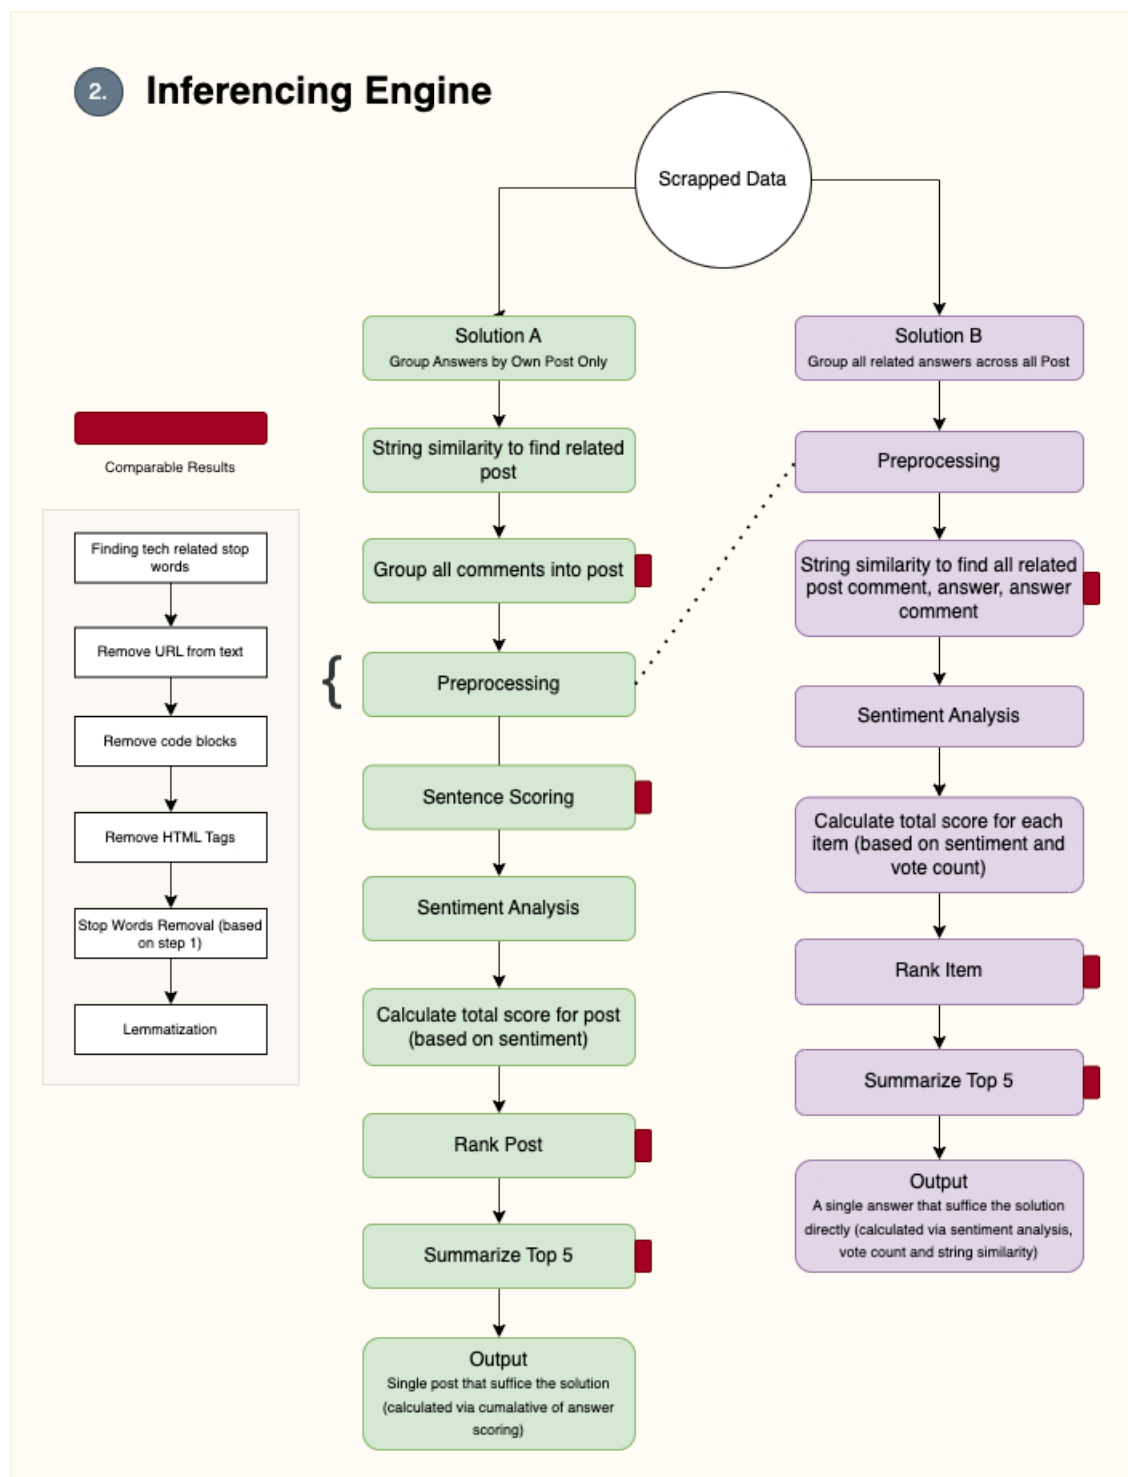 2.
Inferencing Engine
Scrapped Data
Solution A
Group Answers by Own Post Only
String similarity to find related
post
Group all comments into post
{
Preprocessing
Sentence Scoring
Sentiment Analysis
Calculate total score for post
(based on sentiment)
Rank Post
Summarize Top 5
Output
Single post that suffice the solution
(calculated via cumalative of answer
scoring)
Solution B
Group all related answers across all Post
Preprocessing
String similarity to find all related
post comment, answer, answer
comment
Sentiment Analysis
Calculate total score for each
item (based on sentiment and
vote count)
Rank Item
Summarize Top 5
Output
A single answer that suffice the solution
directly (calculated via sentiment analysis,
vote count and string similarity)
Comparable Results
Finding tech related stop
words
Remove URL from text
Remove code blocks
Remove HTML Tags
Stop Words Removal (based
on step 1)
Lemmatization